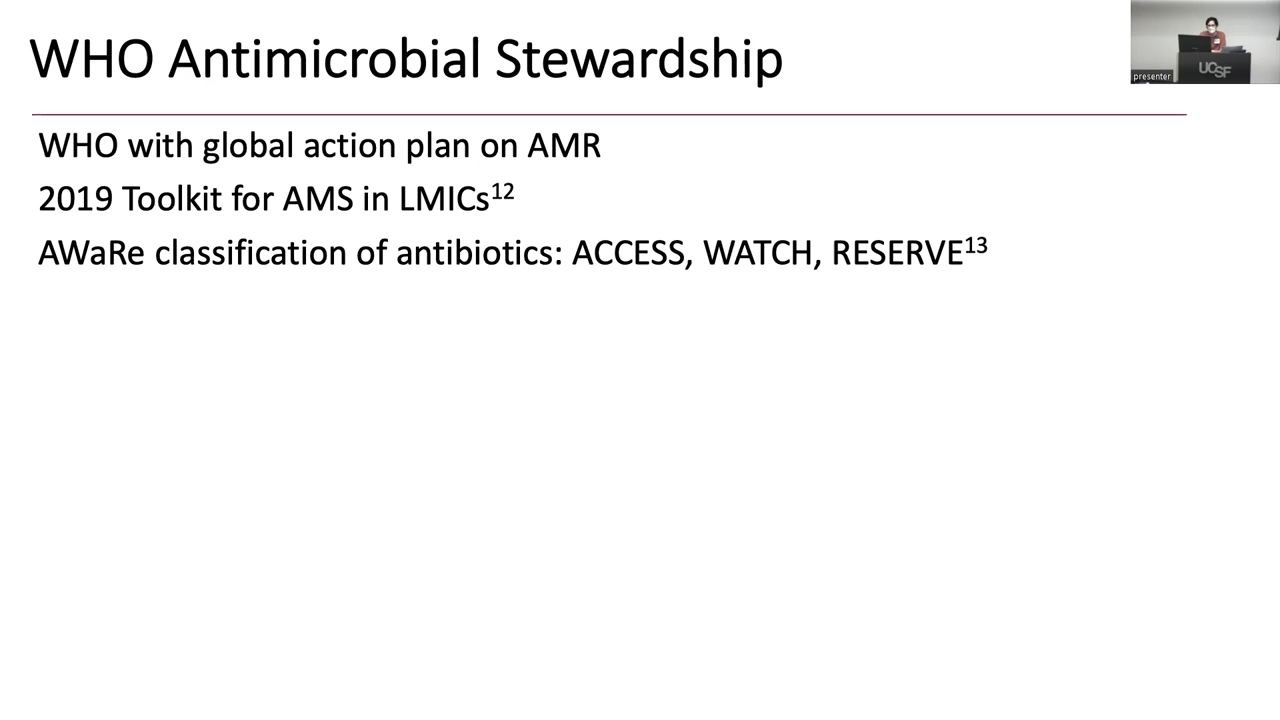 WHO Antimicrobial Stewardship
presenter
UCSF
WHO with global action plan on AMR
2019 Toolkit for AMS in LMICs¹²
AWaRe classification of antibiotics: ACCESS, WATCH, RESERVE¹³